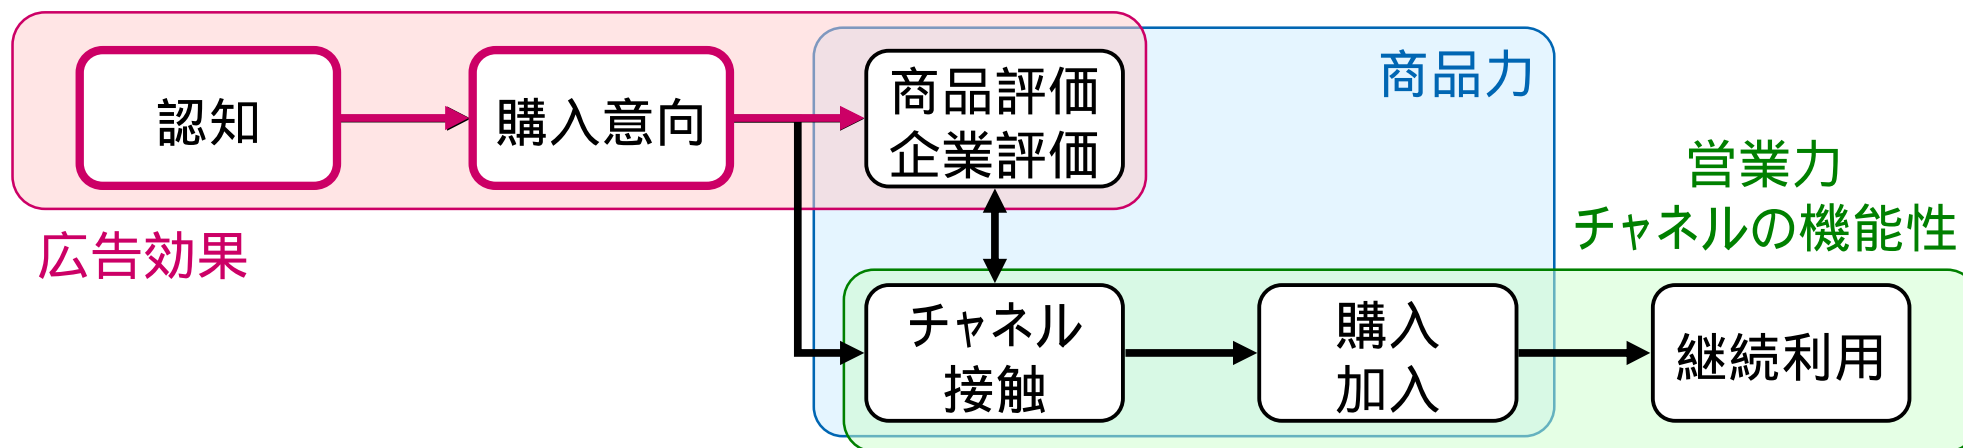 認知
購入意向
商品評価
企業評価
商品力
広告効果
営業力
チャネルの機能性
チャネル
接触
購入
加入
継続利用